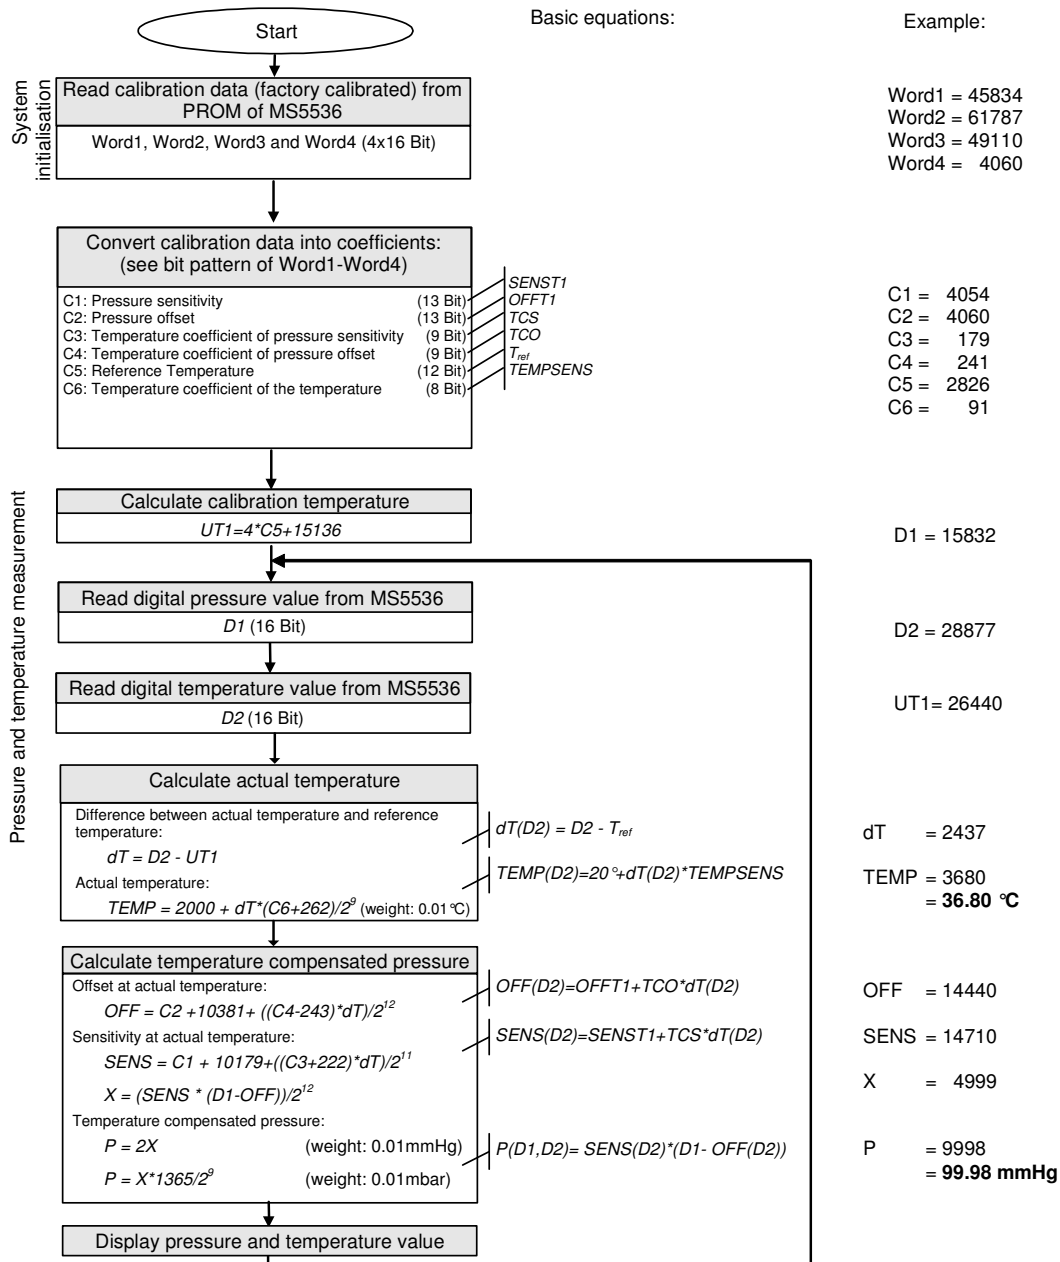 Basic equations:
Example:
Start
System
initialisation
Read calibration data (factory calibrated) from
PROM of MS5536
Word1, Word2, Word3 and Word4 (4x16 Bit)
Word1 = 45834
Word2 = 61787
Word3 = 49110
Word4 = 4060
Convert calibration data into coefficients:
(see bit pattern of Word1-Word4)
C1: Pressure sensitivity (13 Bit) SENST1
C2: Pressure offset (13 Bit) OFFT1
C3: Temperature coefficient of pressure sensitivity (9 Bit) TCS
C4: Temperature coefficient of pressure offset (9 Bit) TCO
C5: Reference Temperature (12 Bit) T_ref
C6: Temperature coefficient of the temperature (8 Bit) TEMPSENS
C1 = 4054
C2 = 4060
C3 = 179
C4 = 241
C5 = 2826
C6 = 91
Pressure and temperature measurement
Calculate calibration temperature
UT1=4*C5+15136
D1 = 15832
Read digital pressure value from MS5536
D1 (16 Bit)
D2 = 28877
Read digital temperature value from MS5536
D2 (16 Bit)
UT1= 26440
Calculate actual temperature
Difference between actual temperature and reference
temperature:
dT = D2 - UT1
dT(D2) = D2 - T_ref
dT = 2437
Actual temperature:
TEMP = 2000 + dT*(C6+262)/2^9 (weight: 0.01°C)
TEMP(D2)=20°+dT(D2)*TEMPSENS
TEMP = 3680
= 36.80 °C
Calculate temperature compensated pressure
Offset at actual temperature:
OFF = C2 +10381+ ((C4-243)*dT)/2^12
OFF(D2)=OFFT1+TCO*dT(D2)
OFF = 14440
Sensitivity at actual temperature:
SENS = C1 + 10179+((C3+222)*dT)/2^11
SENS(D2)=SENST1+TCS*dT(D2)
SENS = 14710
X = (SENS * (D1-OFF))/2^12
X = 4999
Temperature compensated pressure:
P = 2X (weight: 0.01mmHg)
P = X*1365/2^9 (weight: 0.01mbar)
P(D1,D2)= SENS(D2)*(D1- OFF(D2))
P = 9998
= 99.98 mmHg
Display pressure and temperature value